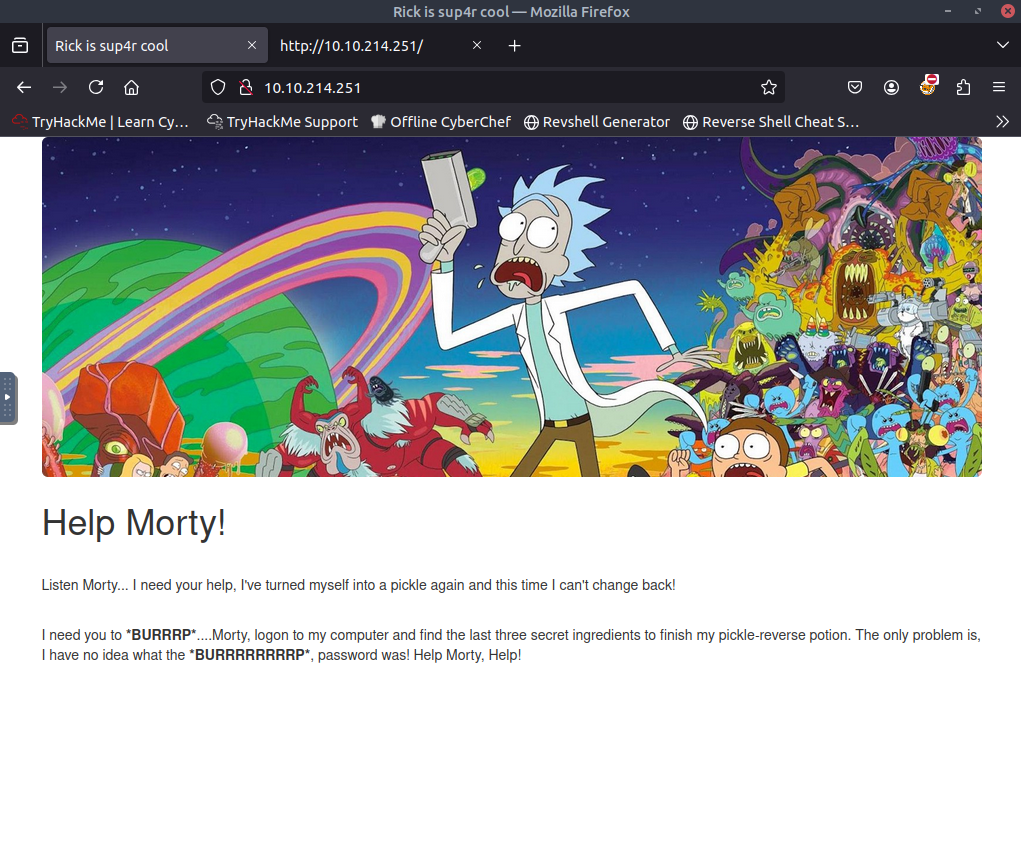 Rick is sup4r cool — Mozilla Firefox
Rick is sup4r cool
http://10.10.214.251/
10.10.214.251
TryHackMe | Learn Cy…
TryHackMe Support
Offline CyberChef
Revshell Generator
Reverse Shell Cheat S…
Help Morty!
Listen Morty... I need your help, I've turned myself into a pickle again and this time I can't change back!
I need you to *BURRRP*....Morty, logon to my computer and find the last three secret ingredients to finish my pickle-reverse potion. The only problem is,
I have no idea what the *BURRRRRRRRP*, password was! Help Morty, Help!